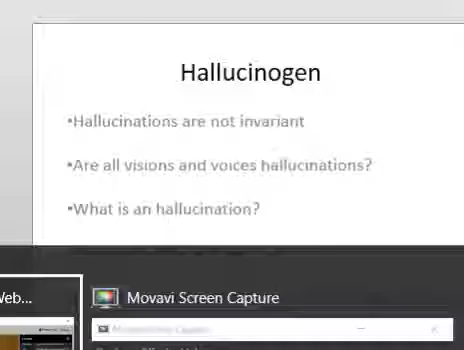 Hallucinogen
•Hallucinations are not invariant
•Are all visions and voices hallucinations?
•What is an hallucination?
Web...
Movavi Screen Capture